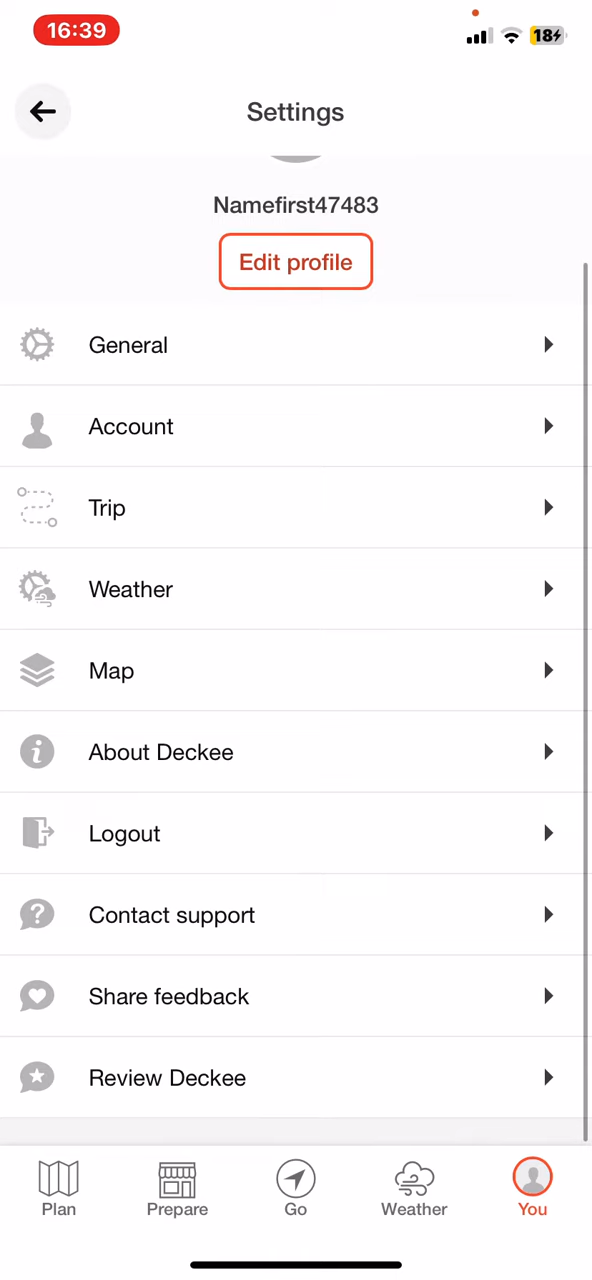 16:39
18
Settings
Namefirst47483
Edit profile
General
Account
Trip
Weather
Map
About Deckee
Logout
Contact support
Share feedback
Review Deckee
Plan
Prepare
Go
Weather
You